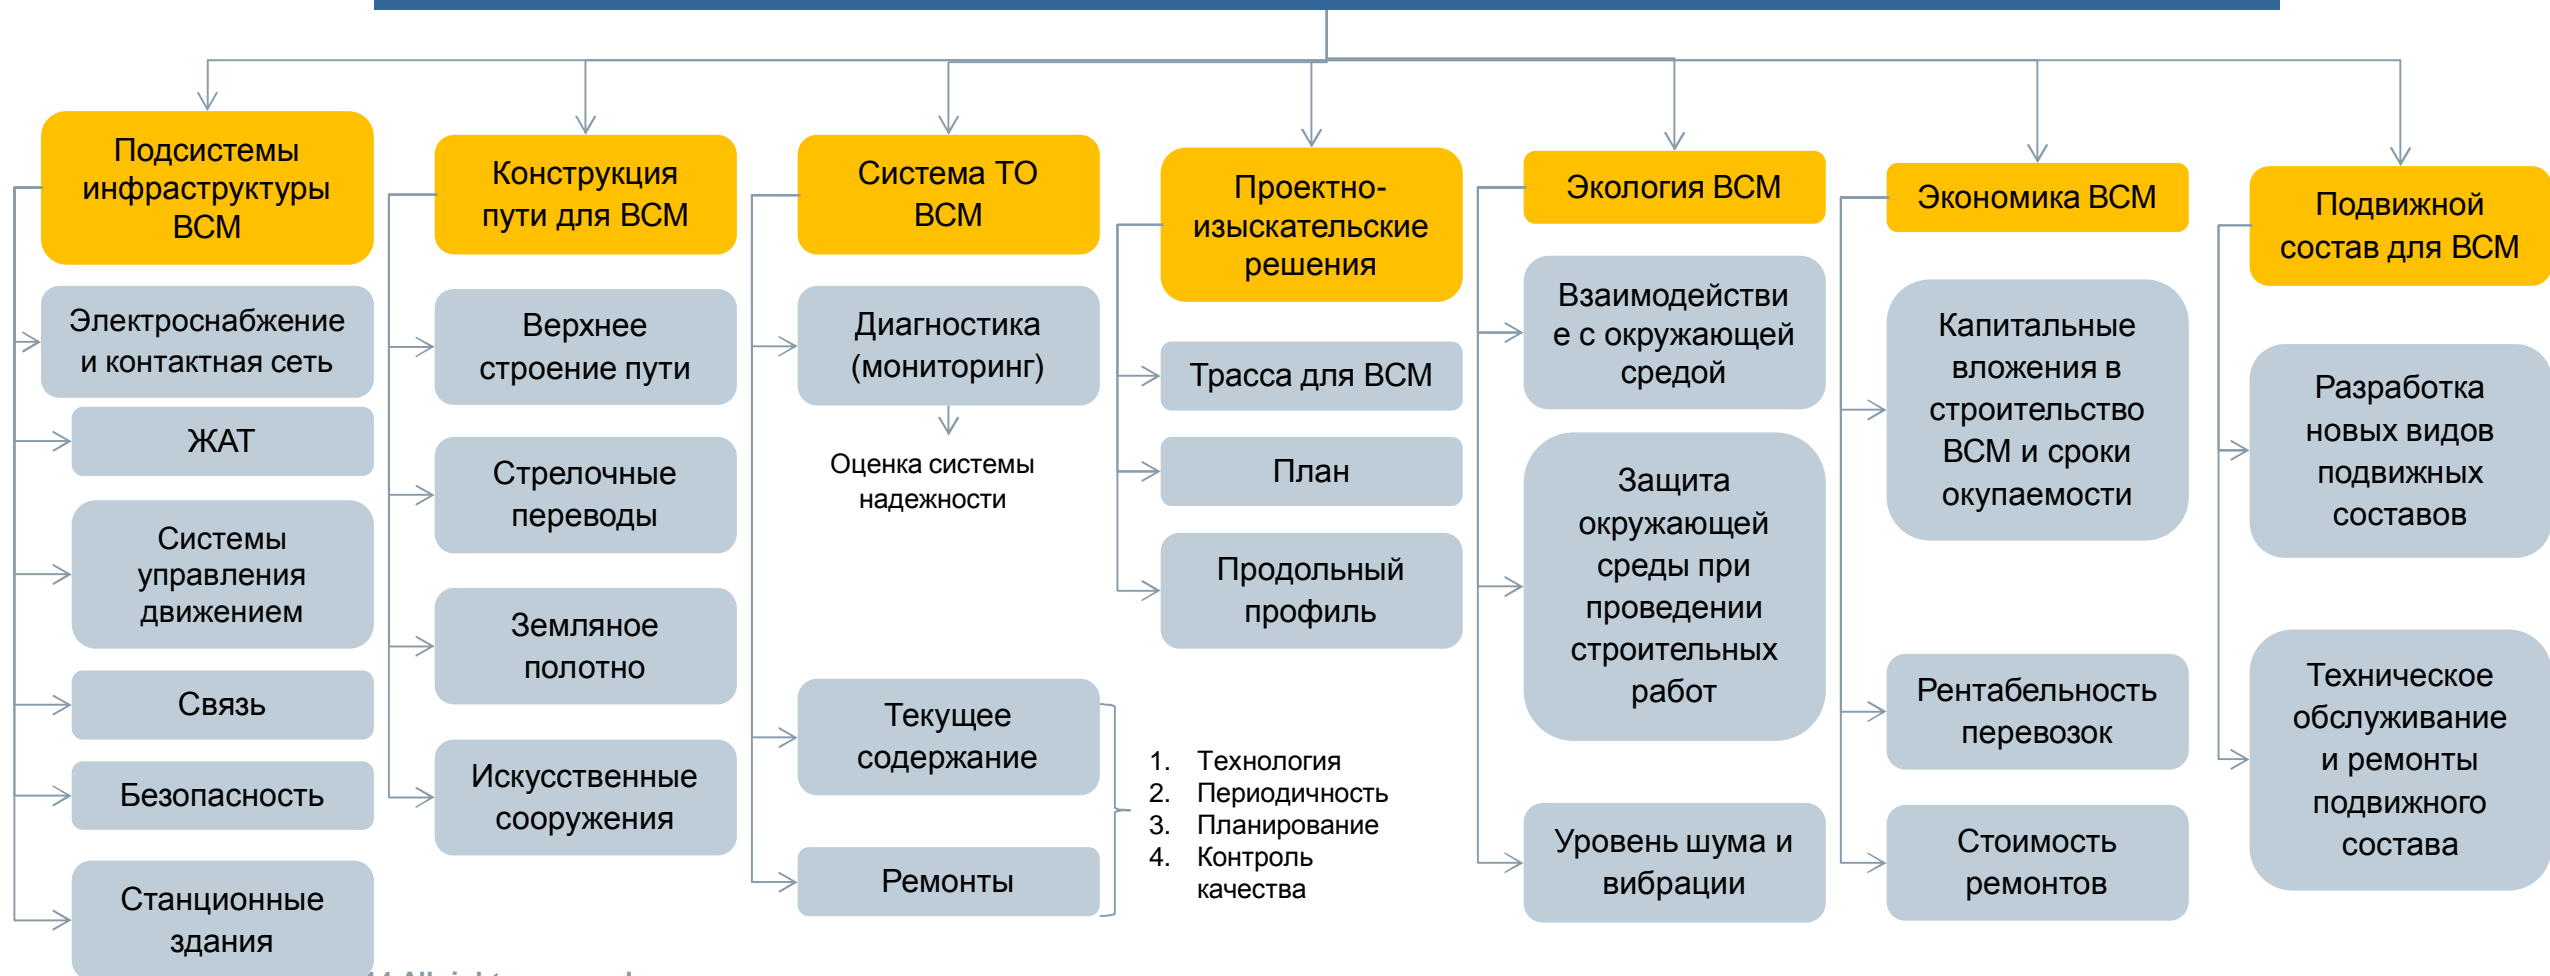 Подсистемы
инфраструктуры
ВСМ
Электроснабжение
и контактная сеть
ЖАТ
Системы
управления
движением
Связь
Безопасность
Станционные
здания
Конструкция
пути для ВСМ
Верхнее
строение пути
Стрелочные
переводы
Земляное
полотно
Искусственные
сооружения
Система ТО
ВСМ
Диагностика
(мониторинг)
Оценка системы
надежности
Текущее
содержание
Ремонты
1. Технология
2. Периодичность
3. Планирование
4. Контроль
качества
Проектно-
изыскательские
решения
Трасса для ВСМ
План
Продольный
профиль
Экология ВСМ
Взаимодействи
е с окружающей
средой
Защита
окружающей
среды при
проведении
строительных
работ
Уровень шума и
вибрации
Экономика ВСМ
Капитальные
вложения в
строительство
ВСМ и сроки
окупаемости
Рентабельность
перевозок
Стоимость
ремонтов
Подвижной
состав для ВСМ
Разработка
новых видов
подвижных
составов
Техническое
обслуживание
и ремонты
подвижного
состава